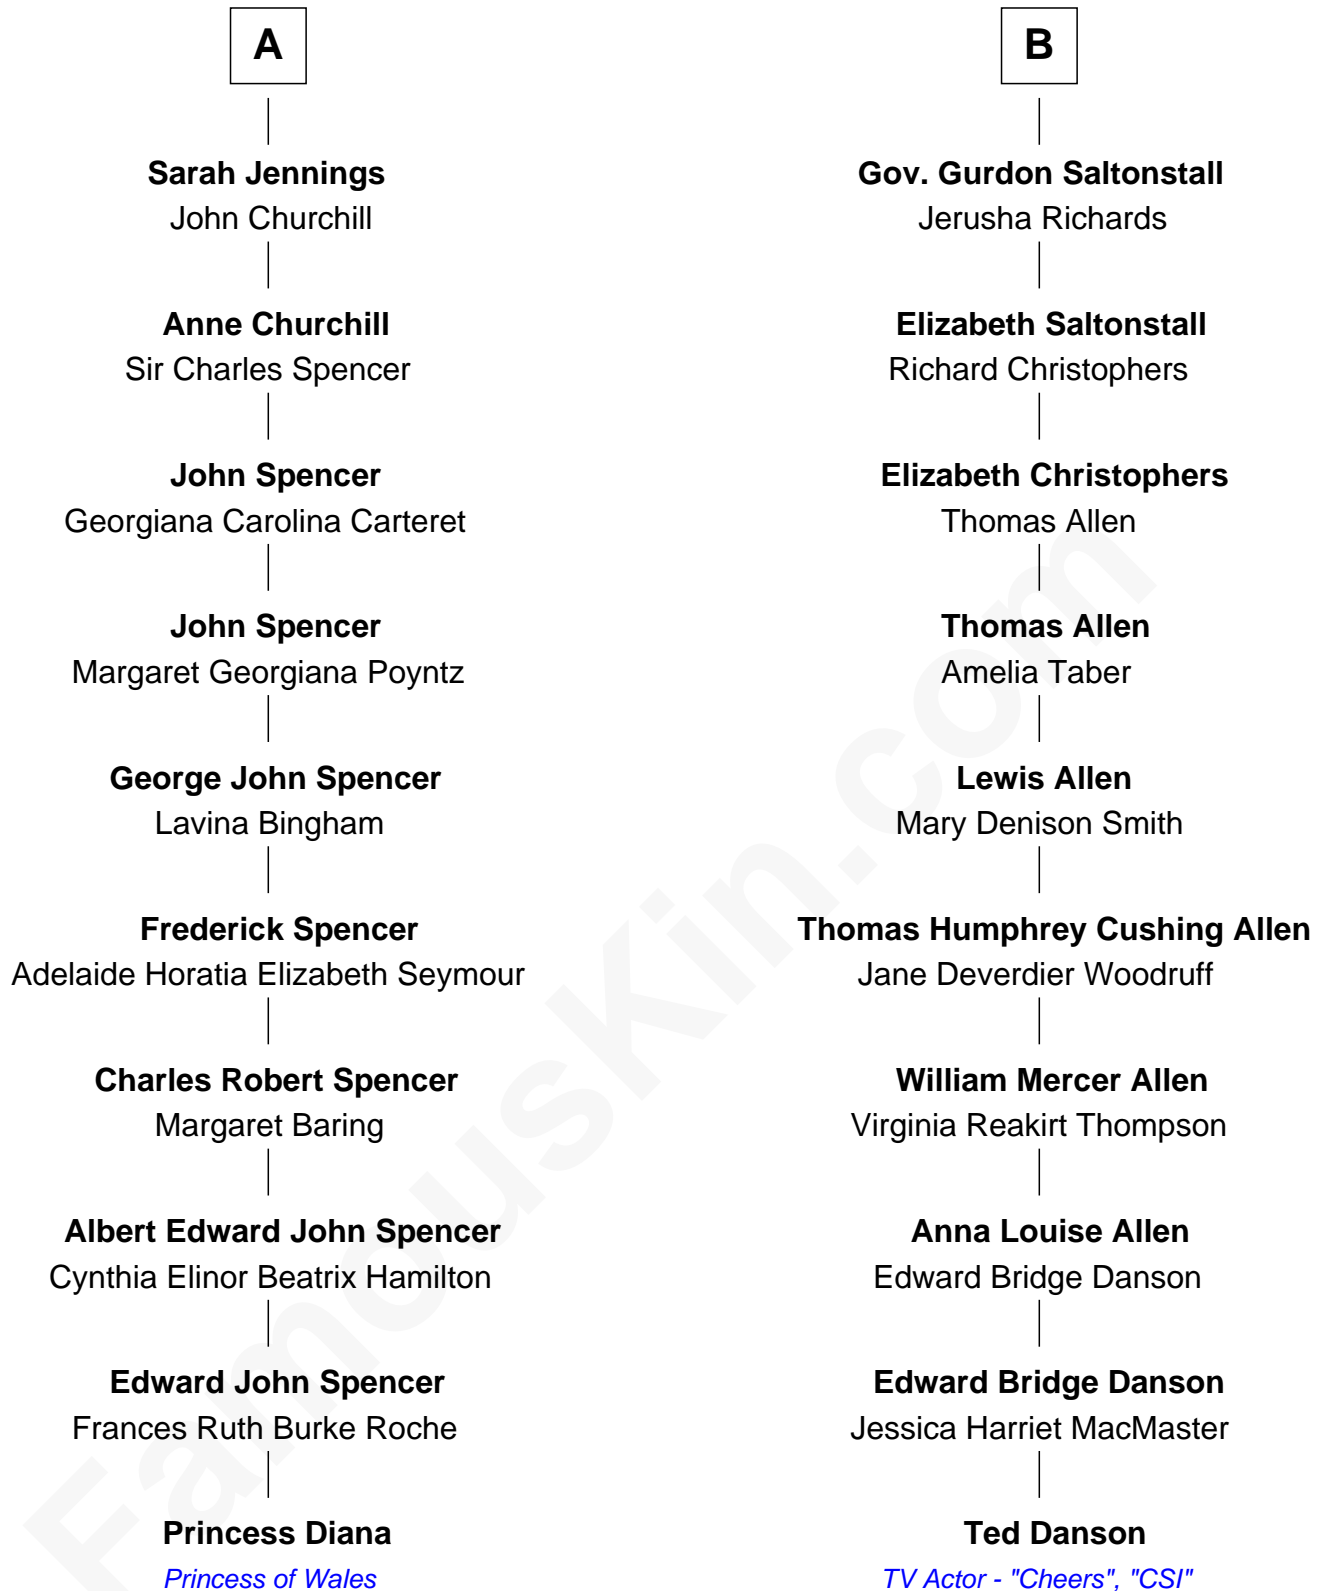 A
Sarah Jennings
John Churchill
Anne Churchill
Sir Charles Spencer
John Spencer
Georgiana Carolina Carteret
John Spencer
Margaret Georgiana Poyntz
George John Spencer
Lavina Bingham
Frederick Spencer
Adelaide Horatia Elizabeth Seymour
Charles Robert Spencer
Margaret Baring
Albert Edward John Spencer
Cynthia Elinor Beatrix Hamilton
Edward John Spencer
Frances Ruth Burke Roche
Princess Diana
Princess of Wales
B
Gov. Gurdon Saltonstall
Jerusha Richards
Elizabeth Saltonstall
Richard Christophers
Elizabeth Christophers
Thomas Allen
Thomas Allen
Amelia Taber
Lewis Allen
Mary Denison Smith
Thomas Humphrey Cushing Allen
Jane Deverdier Woodruff
William Mercer Allen
Virginia Reakirt Thompson
Anna Louise Allen
Edward Bridge Danson
Edward Bridge Danson
Jessica Harriet MacMaster
Ted Danson
TV Actor - "Cheers", "CSI"
FamousKin.com